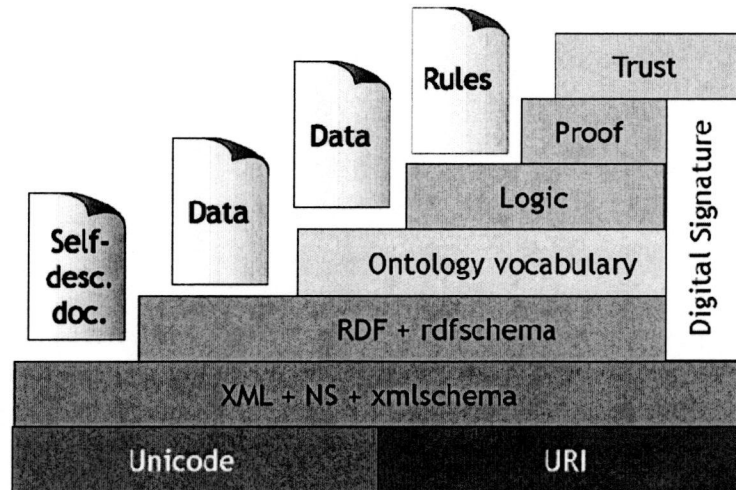 Rules
Trust
Data
Proof
Data
Logic
Self-
desc.
doc.
Ontology vocabulary
Digital Signature
RDF + rdfschema
XML + NS + xmlschema
Unicode
URI